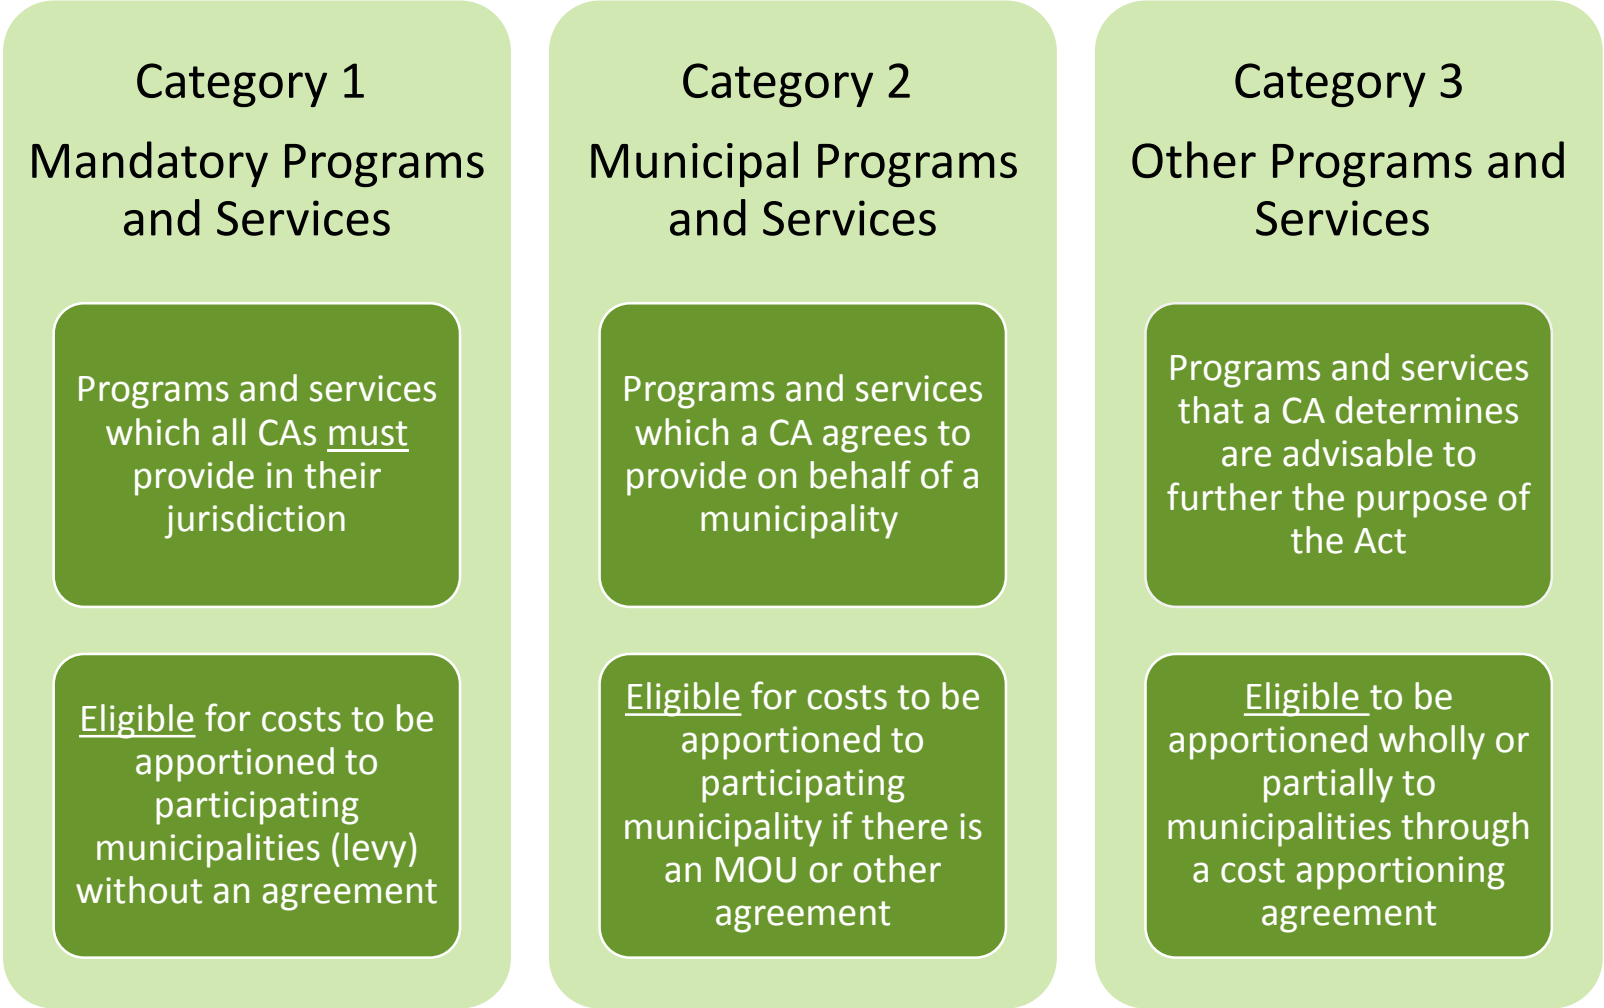 Category 1
Mandatory Programs
and Services
Programs and services
which all CAs must
provide in their
jurisdiction
Eligible for costs to be
apportioned to
participating
municipalities (levy)
without an agreement
Category 2
Municipal Programs
and Services
Programs and services
which a CA agrees to
provide on behalf of a
municipality
Eligible for costs to be
apportioned to
participating
municipality if there is
an MOU or other
agreement
Category 3
Other Programs and
Services
Programs and services
that a CA determines
are advisable to
further the purpose of
the Act
Eligible to be
apportioned wholly or
partially to
municipalities through
a cost apportioning
agreement